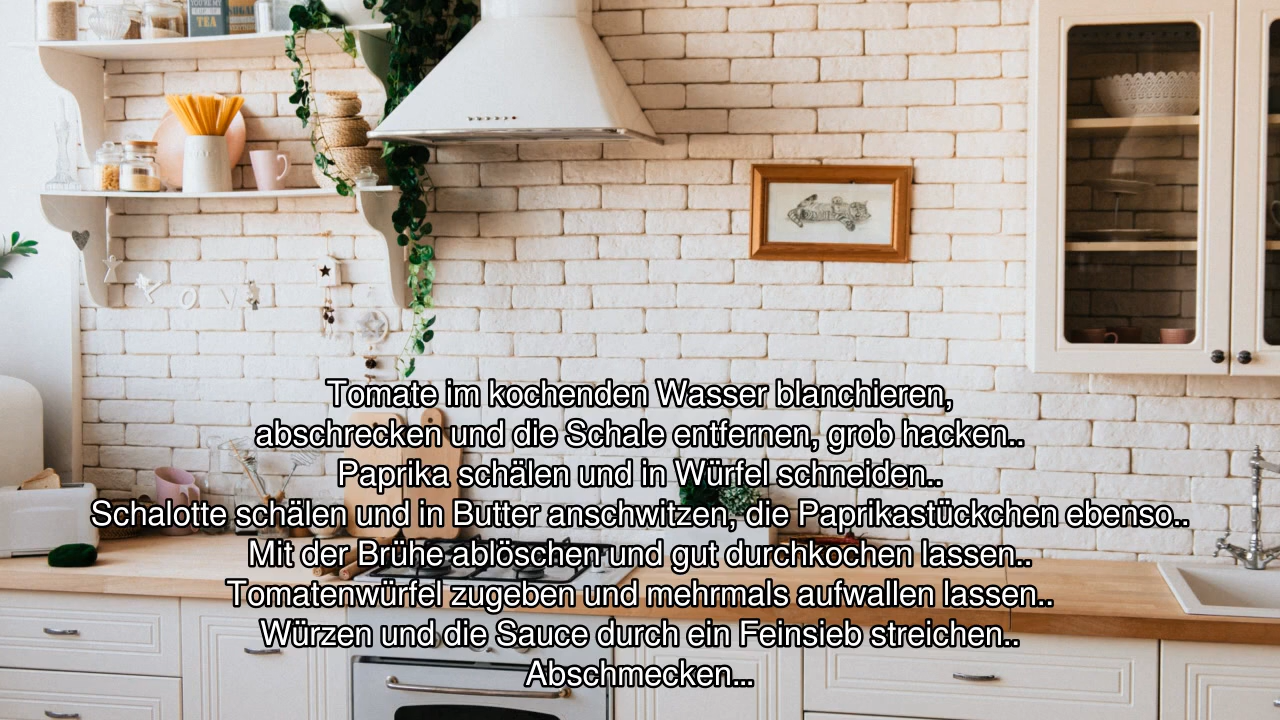 TEA
SUGAR
Tomate im kochenden Wasser blanchieren,
abschrecken und die Schale entfernen, grob hacken..
Paprika schälen und in Würfel schneiden..
Schalotte schälen und in Butter anschwitzen, die Paprikastückchen ebenso..
Mit der Brühe ablöschen und gut durchkochen lassen..
Tomatenwürfel zugeben und mehrmals aufwallen lassen..
Würzen und die Sauce durch ein Feinsieb streichen..
Abschmecken...